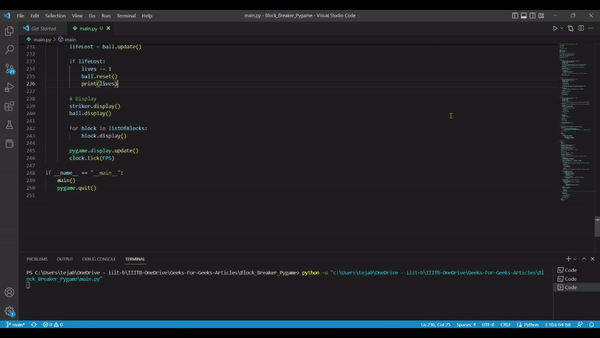 File Edit Selection View Go Run Terminal Help
main.py - Block_Breaker_Pygame - Visual Studio Code
Get Started
main.py U
main.py > main
231 lifeLost = ball.update()
232
233 if lifeLost:
234 lives -= 1
235 ball.reset()
236 print(lives)
237
238 # Display
239 striker.display()
240 ball.display()
241
242 for block in listOfBlocks:
243 block.display()
244
245 pygame.display.update()
246 clock.tick(FPS)
247
248 if __name__ == "__main__":
249 main()
250 pygame.quit()
251
PROBLEMS OUTPUT DEBUG CONSOLE TERMINAL
PS C:\Users\teja0\OneDrive - iiit-b\IIITB-OneDrive\Geeks-For-Geeks-Articles\Block_Breaker_Pygame> python -u "c:\Users\teja0\OneDrive - iiit-b\IIITB-OneDrive\Geeks-For-Geeks-Articles\Bl
ock_Breaker_Pygame\main.py"
Code
Code
Code
main* 0 0
Ln 236, Col 25 Spaces: 4 UTF-8 CRLF Python 3.10.6 64-bit